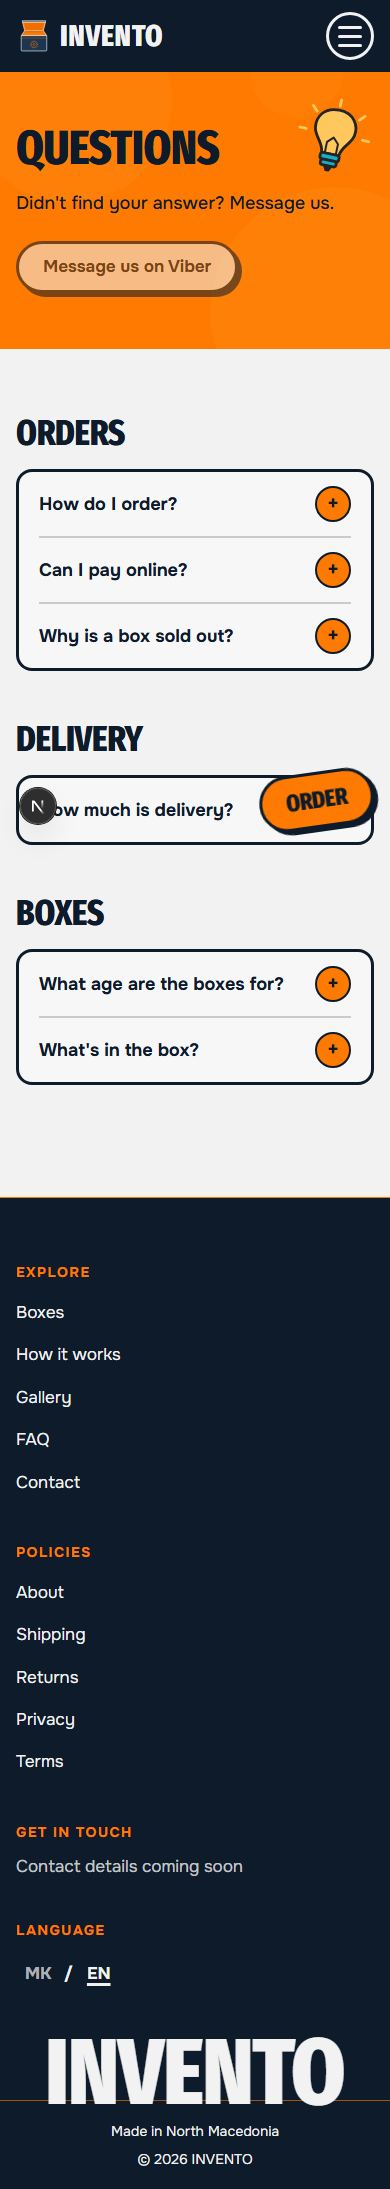 INVENTO
QUESTIONS
Didn't find your answer? Message us.
Message us on Viber
ORDERS
How do I order?
+
Can I pay online?
+
Why is a box sold out?
+
DELIVERY
N
ow much is delivery?
ORDER
BOXES
What age are the boxes for?
+
What's in the box?
+
EXPLORE
Boxes
How it works
Gallery
FAQ
Contact
POLICIES
About
Shipping
Returns
Privacy
Terms
GET IN TOUCH
Contact details coming soon
LANGUAGE
MK / EN
INVENTO
Made in North Macedonia
© 2026 INVENTO